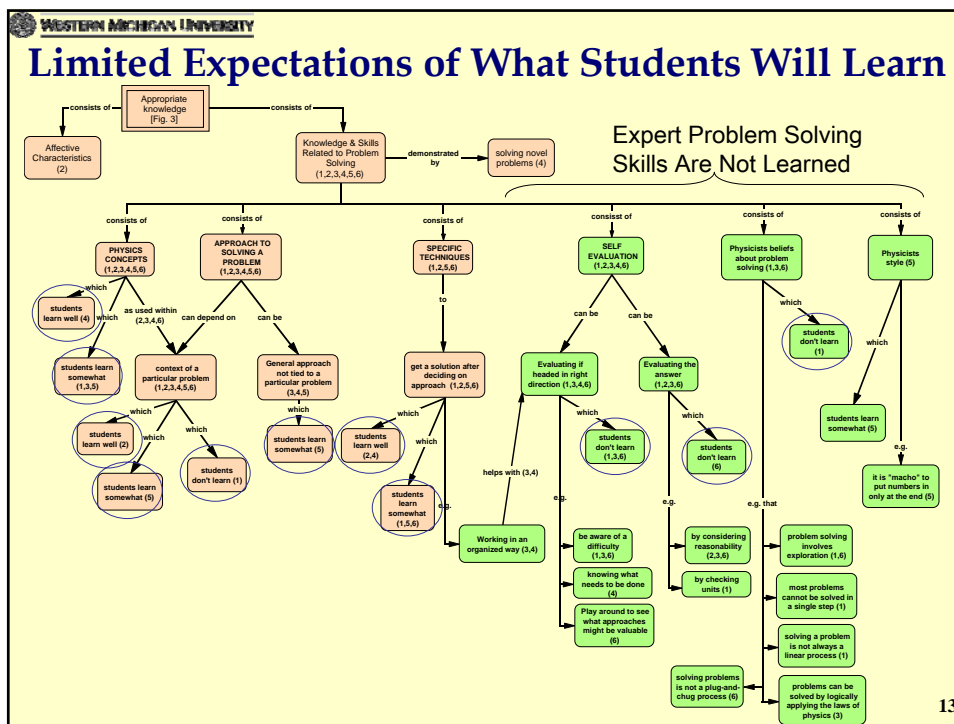 WESTERN MICHIGAN UNIVERSITY
Limited Expectations of What Students Will Learn
Appropriate
knowledge
[Fig. 3]
consists of
consists of
Affective
Characteristics
(2)
Knowledge & Skills
Related to Problem
Solving
(1,2,3,4,5,6)
demonstrated
by
solving novel
problems (4)
Expert Problem Solving
Skills Are Not Learned
consists of
consists of
consists of
consisst of
consists of
consists of
PHYSICS
CONCEPTS
(1,2,3,4,5,6)
APPROACH TO
SOLVING A
PROBLEM
(1,2,3,4,5,6)
SPECIFIC
TECHNIQUES
(1,2,5,6)
SELF
EVALUATION
(1,2,3,4,6)
Physicists beliefs
about problem
solving (1,3,6)
Physicists
style (5)
which
students
learn well (4)
which
students learn
somewhat
(1,3,5)
as used within
(2,3,4,6)
can depend on
can be
to
can be
can be
which
students
don't learn
(1)
which
context of a
particular problem
(1,2,3,4,5,6)
General approach
not tied to a
particular problem
(3,4,5)
get a solution after
deciding on
approach (1,2,5,6)
Evaluating if
headed in right
direction (1,3,4,6)
Evaluating the
answer
(1,2,3,6)
which
students
learn well (2)
which
students learn
somewhat (5)
which
students
don't learn (1)
which
students learn
somewhat (5)
which
students
learn well
(2,4)
which
students
learn
somewhat
(1,5,6)
e.g.
Working in an
organized way (3,4)
helps with (3,4)
which
students
don't learn
(1,3,6)
which
students
don't learn
(6)
students learn
somewhat (5)
e.g.
it is "macho" to
put numbers in
only at the end (5)
e.g.
be aware of a
difficulty
(1,3,6)
knowing what
needs to be done
(4)
Play around to see
what approaches
might be valuable
(6)
e.g.
by considering
reasonability
(2,3,6)
by checking
units (1)
e.g. that
problem solving
involves
exploration (1,6)
most problems
cannot be solved in
a single step (1)
solving a problem
is not always a
linear process (1)
solving problems
is not a plug-and-
chug process (6)
problems can be
solved by logically
applying the laws of
physics (3)
13